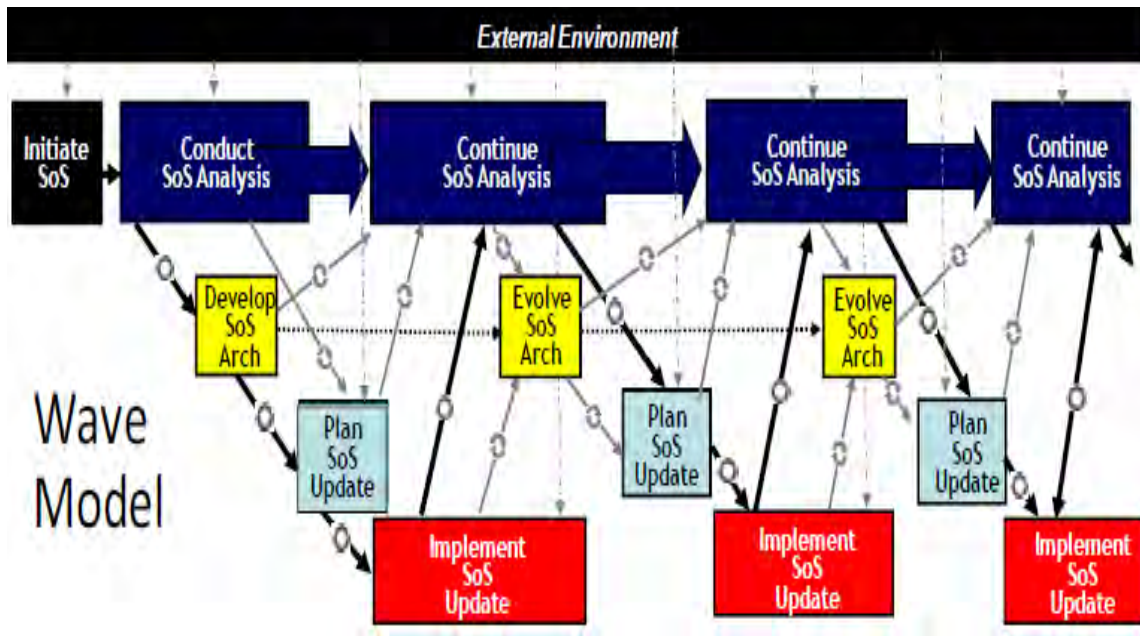 External Environment
Initiate
SoS
Conduct
SoS Analysis
Continue
SoS Analysis
Continue
SoS Analysis
Continue
SoS Analysis
Develop
SoS
Arch
Evolve
SoS
Arch
Evolve
SoS
Arch
Plan
SoS
Update
Plan
SoS
Update
Plan
SoS
Update
Wave
Model
Implement
SoS
Update
Implement
SoS
Update
Implement
SoS
Update